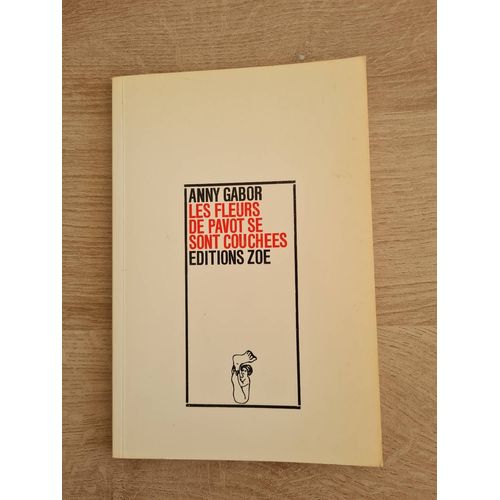 ANNY GABOR
LES FLEURS
DE PAVOT SE
SONT COUCHEES
EDITIONS ZOE